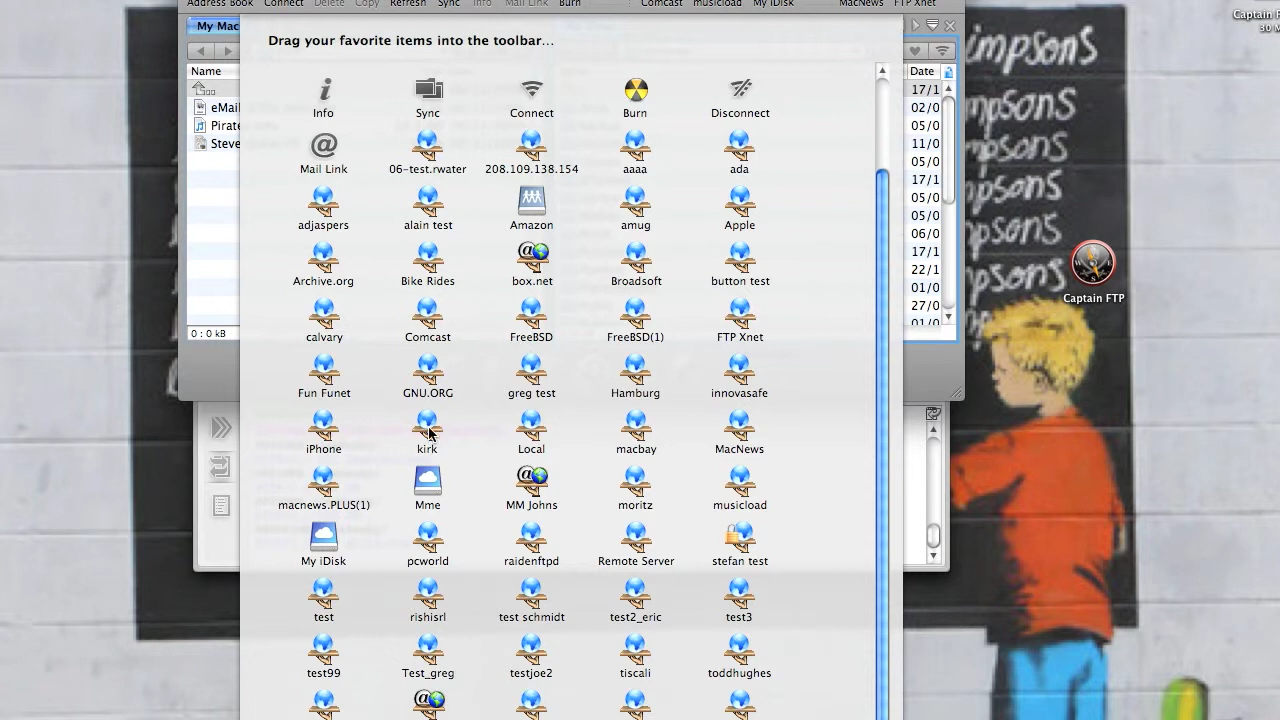 Address Book Connect Delete Copy Refresh Sync Info Mail Link Burn Comcast musicload My iDisk MacNews FTP Xnet
My Mac
Drag your favorite items into the toolbar...
Name
Date
Info Sync Connect Burn Disconnect
17/1
eMail
02/0
Pirate
05/0
Steve
11/0
Mail Link 06-test.rwater 208.109.138.154 aaaa ada
05/0
17/1
05/0
adjaspers alain test Amazon amug Apple
05/0
06/0
17/1
22/1
Archive.org Bike Rides box.net Broadsoft button test
01/0
27/0
01/0
0 : 0 kB
calvary Comcast FreeBSD FreeBSD(1) FTP Xnet
Fun Funet GNU.ORG greg test Hamburg innovasafe
iPhone kirk Local macbay MacNews
macnews.PLUS(1) Mme MM Johns moritz musicload
My iDisk pcworld raidenftpd Remote Server stefan test
test rishisrl test schmidt test2_eric test3
test99 Test_greg testjoe2 tiscali toddhughes
Captain F
30 M
impsons
mpsons
mpsons
mpsons
mpsons
mpsons
Captain FTP